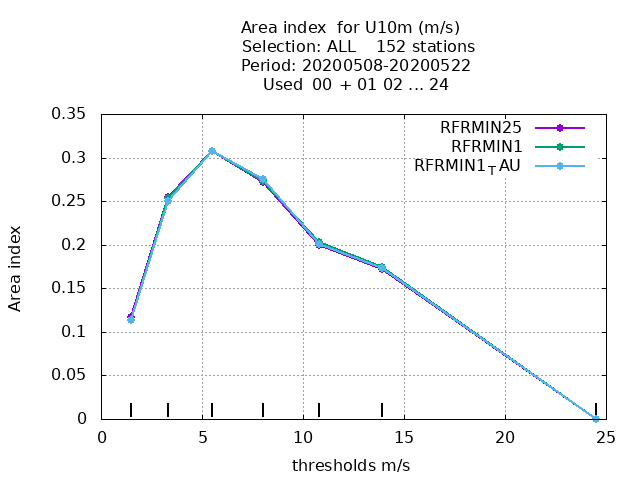 Area index  for U10m (m/s)
Selection: ALL    152 stations
Period: 20200508-20200522
Used  00  + 01 02 ... 24
RFRMIN25
RFRMIN1
RFRMIN1TAU
0.35
0.3
0.25
0.2
0.15
0.1
0.05
0
Area index
0 5 10 15 20 25
thresholds m/s